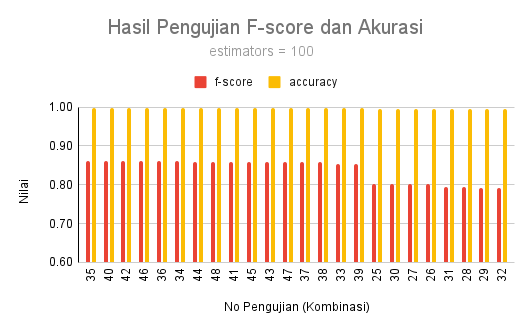 Hasil Pengujian F-score dan Akurasi
estimators = 100
f-score accuracy
1.00
0.90
0.80
0.70
0.60
Nilai
35 40 42 46 36 34 44 48 41 45 43 47 37 38 33 39 25 30 27 26 31 28 29 32
No Pengujian (Kombinasi)